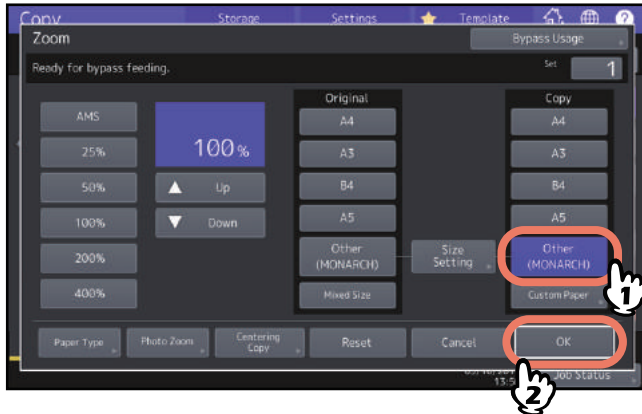 Copy Storage Settings Template
Zoom Bypass Usage
Ready for bypass feeding. Set 1
Original Copy
AMS A4 A4
25% 100% A3 A3
50% Up B4 B4
100% Down A5 A5
200% Other Size Other
(MONARCH) Setting (MONARCH)
400% Mixed Size Custom Paper
1
Paper Type Photo Zoom Centering Reset Cancel OK
Copy
Job Status
13:5
2